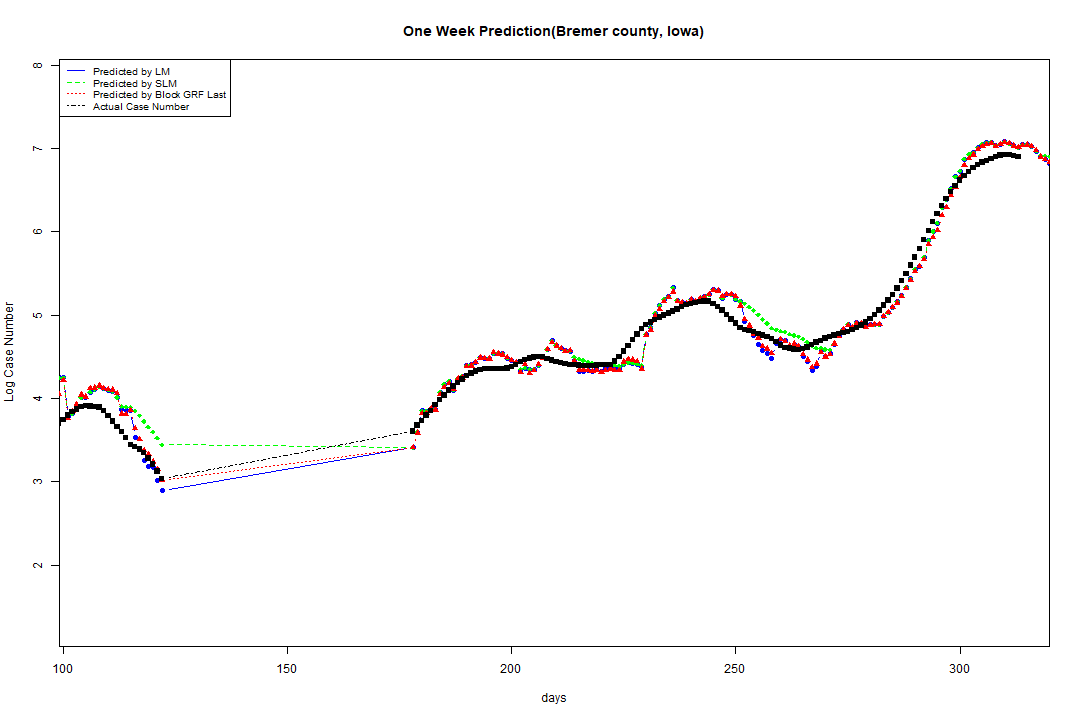 One Week Prediction(Bremer county, Iowa)
Predicted by LM
Predicted by SLM
Predicted by Block GRF Last
Actual Case Number
Log Case Number
8
7
6
5
4
3
2
100 150 200 250 300
days